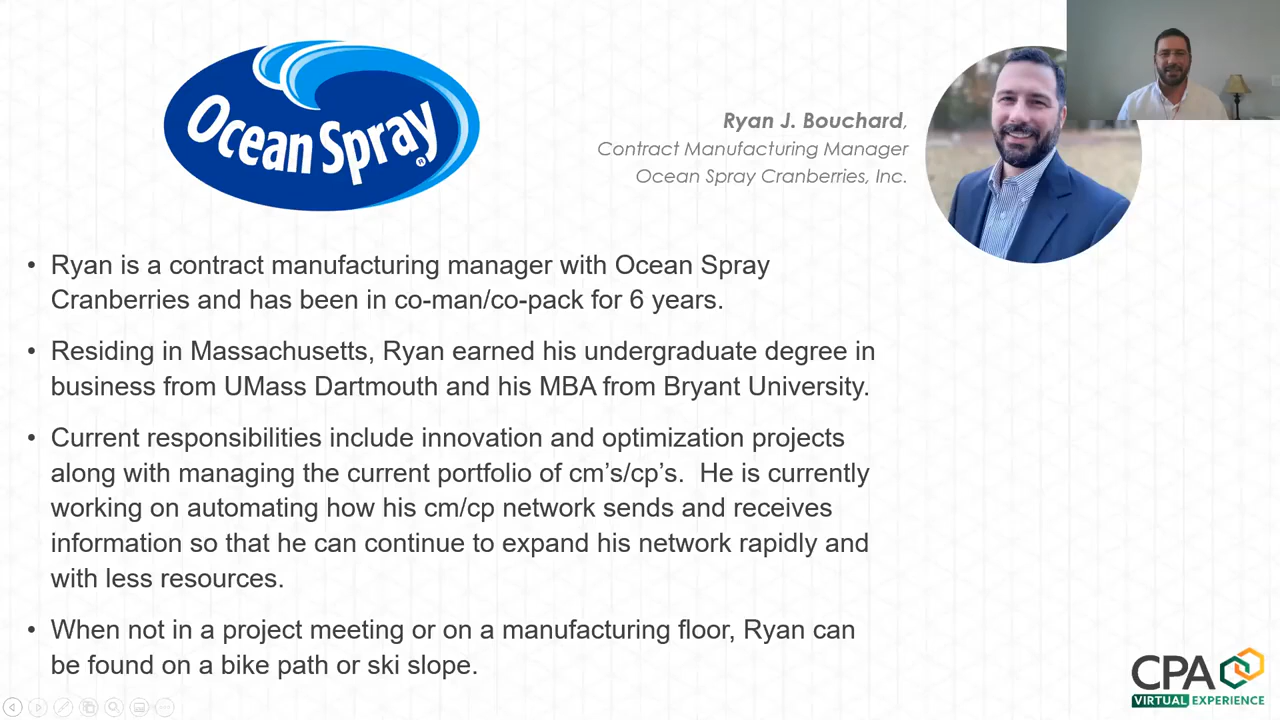 Ocean Spray®
Ryan J. Bouchard,
Contract Manufacturing Manager
Ocean Spray Cranberries, Inc.
• Ryan is a contract manufacturing manager with Ocean Spray
Cranberries and has been in co-man/co-pack for 6 years.
• Residing in Massachusetts, Ryan earned his undergraduate degree in
business from UMass Dartmouth and his MBA from Bryant University.
• Current responsibilities include innovation and optimization projects
along with managing the current portfolio of cm’s/cp’s.  He is currently
working on automating how his cm/cp network sends and receives
information so that he can continue to expand his network rapidly and
with less resources.
• When not in a project meeting or on a manufacturing floor, Ryan can
be found on a bike path or ski slope.
CPA
VIRTUAL EXPERIENCE